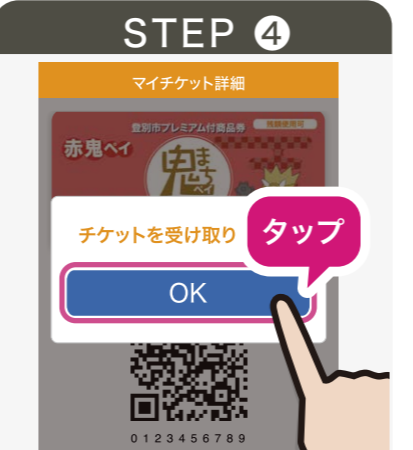 STEP ❹
マイチケット詳細
登別市プレミアム付商品券
赤鬼ペイ
鬼
まち
ペイ
チケットを受け取り
タップ
OK
0123456789